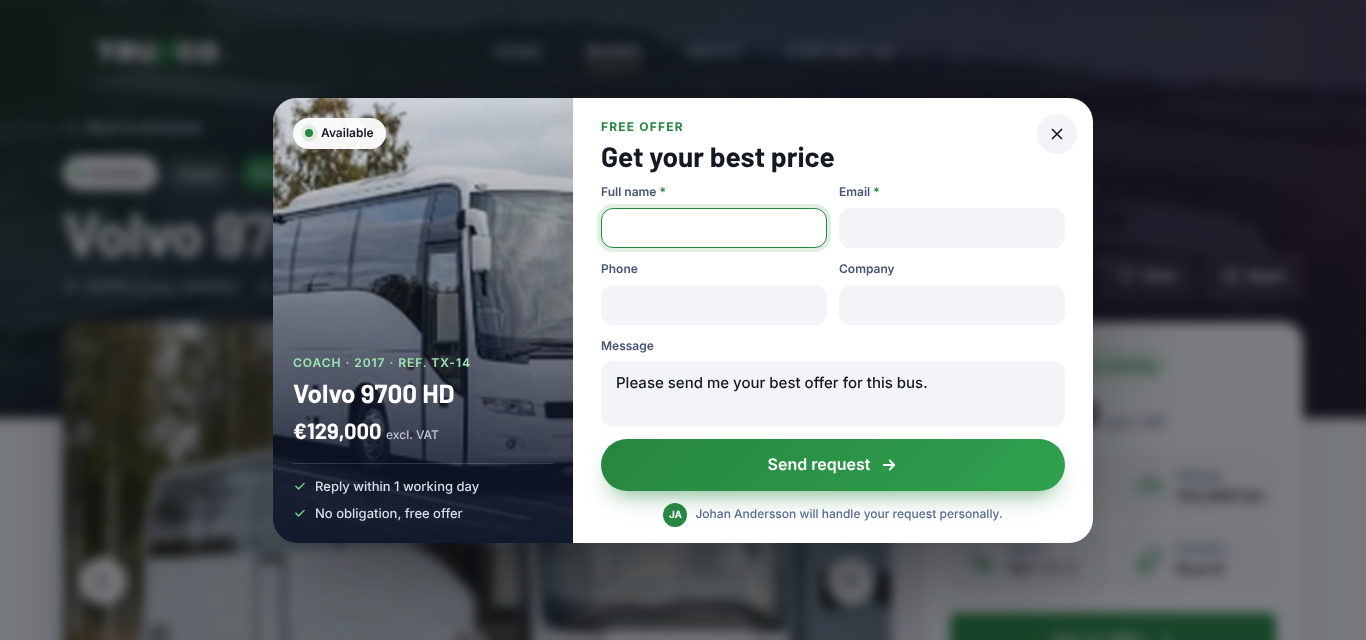 Available
COACH · 2017 · REF. TX-14
Volvo 9700 HD
€129,000 excl. VAT
Reply within 1 working day
No obligation, free offer
FREE OFFER
Get your best price
Full name *
Email *
Phone
Company
Message
Please send me your best offer for this bus.
Send request →
JA Johan Andersson will handle your request personally.
Volvo 97